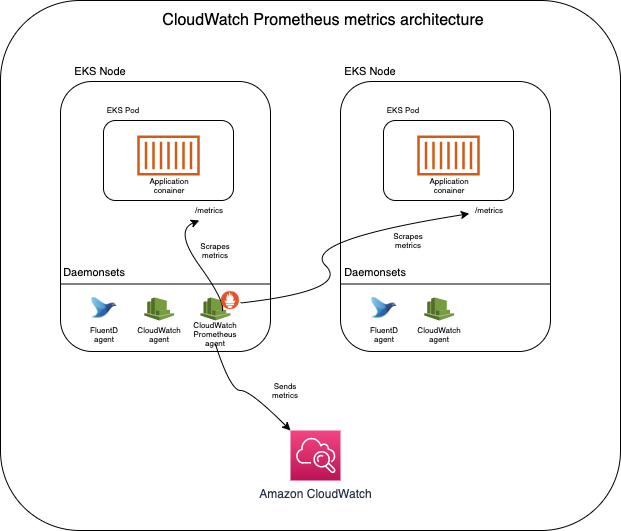 CloudWatch Prometheus metrics architecture
EKS Node
EKS Node
EKS Pod
EKS Pod
Application
conainer
Application
conainer
/metrics
/metrics
Scrapes
metrics
Scrapes
metrics
Daemonsets
Daemonsets
FluentD
agent
CloudWatch
agent
CloudWatch
Prometheus
agent
FluentD
agent
CloudWatch
agent
Sends
metrics
Amazon CloudWatch